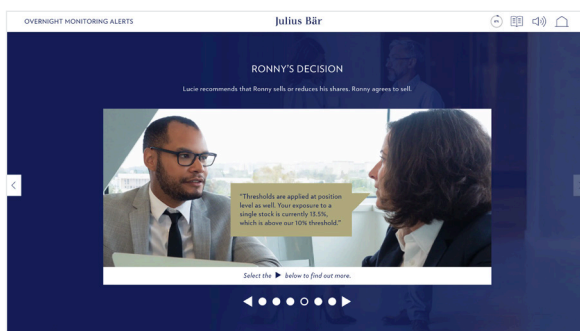 OVERNIGHT MONITORING ALERTS
Julius Bär
RONNY'S DECISION
Lucie recommends that Ronny sells or reduces his shares. Ronny agrees to sell.
"Thresholds are applied at position
level as well. Your exposure to a
single stock is currently 13.5%,
which is above our 10% threshold."
Select the ▶ below to find out more.